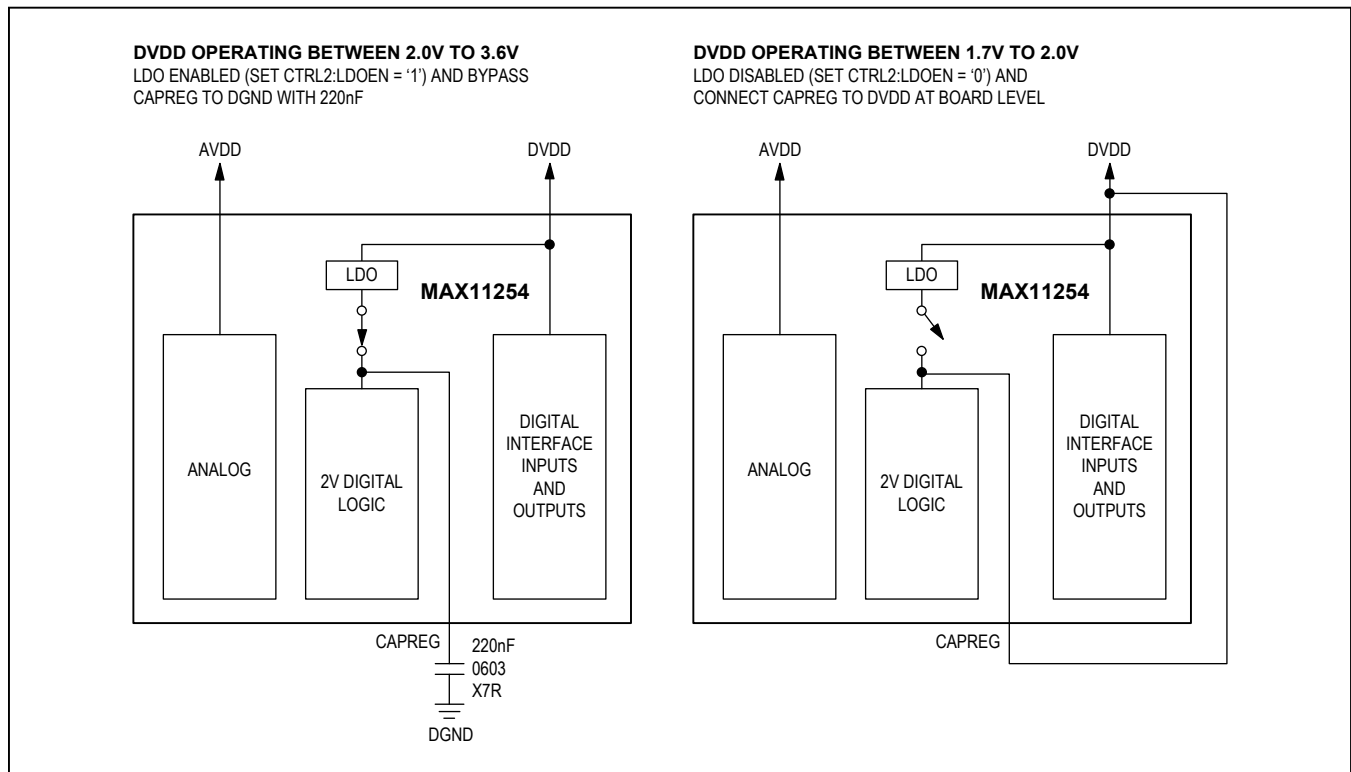 DVDD OPERATING BETWEEN 2.0V TO 3.6V
LDO ENABLED (SET CTRL2:LDOEN = ‘1’) AND BYPASS
CAPREG TO DGND WITH 220nF
AVDD
DVDD
LDO
MAX11254
ANALOG
2V DIGITAL
LOGIC
DIGITAL
INTERFACE
INPUTS
AND
OUTPUTS
CAPREG
220nF
0603
X7R
DGND
DVDD OPERATING BETWEEN 1.7V TO 2.0V
LDO DISABLED (SET CTRL2:LDOEN = ‘0’) AND
CONNECT CAPREG TO DVDD AT BOARD LEVEL
AVDD
DVDD
LDO
MAX11254
ANALOG
2V DIGITAL
LOGIC
DIGITAL
INTERFACE
INPUTS
AND
OUTPUTS
CAPREG